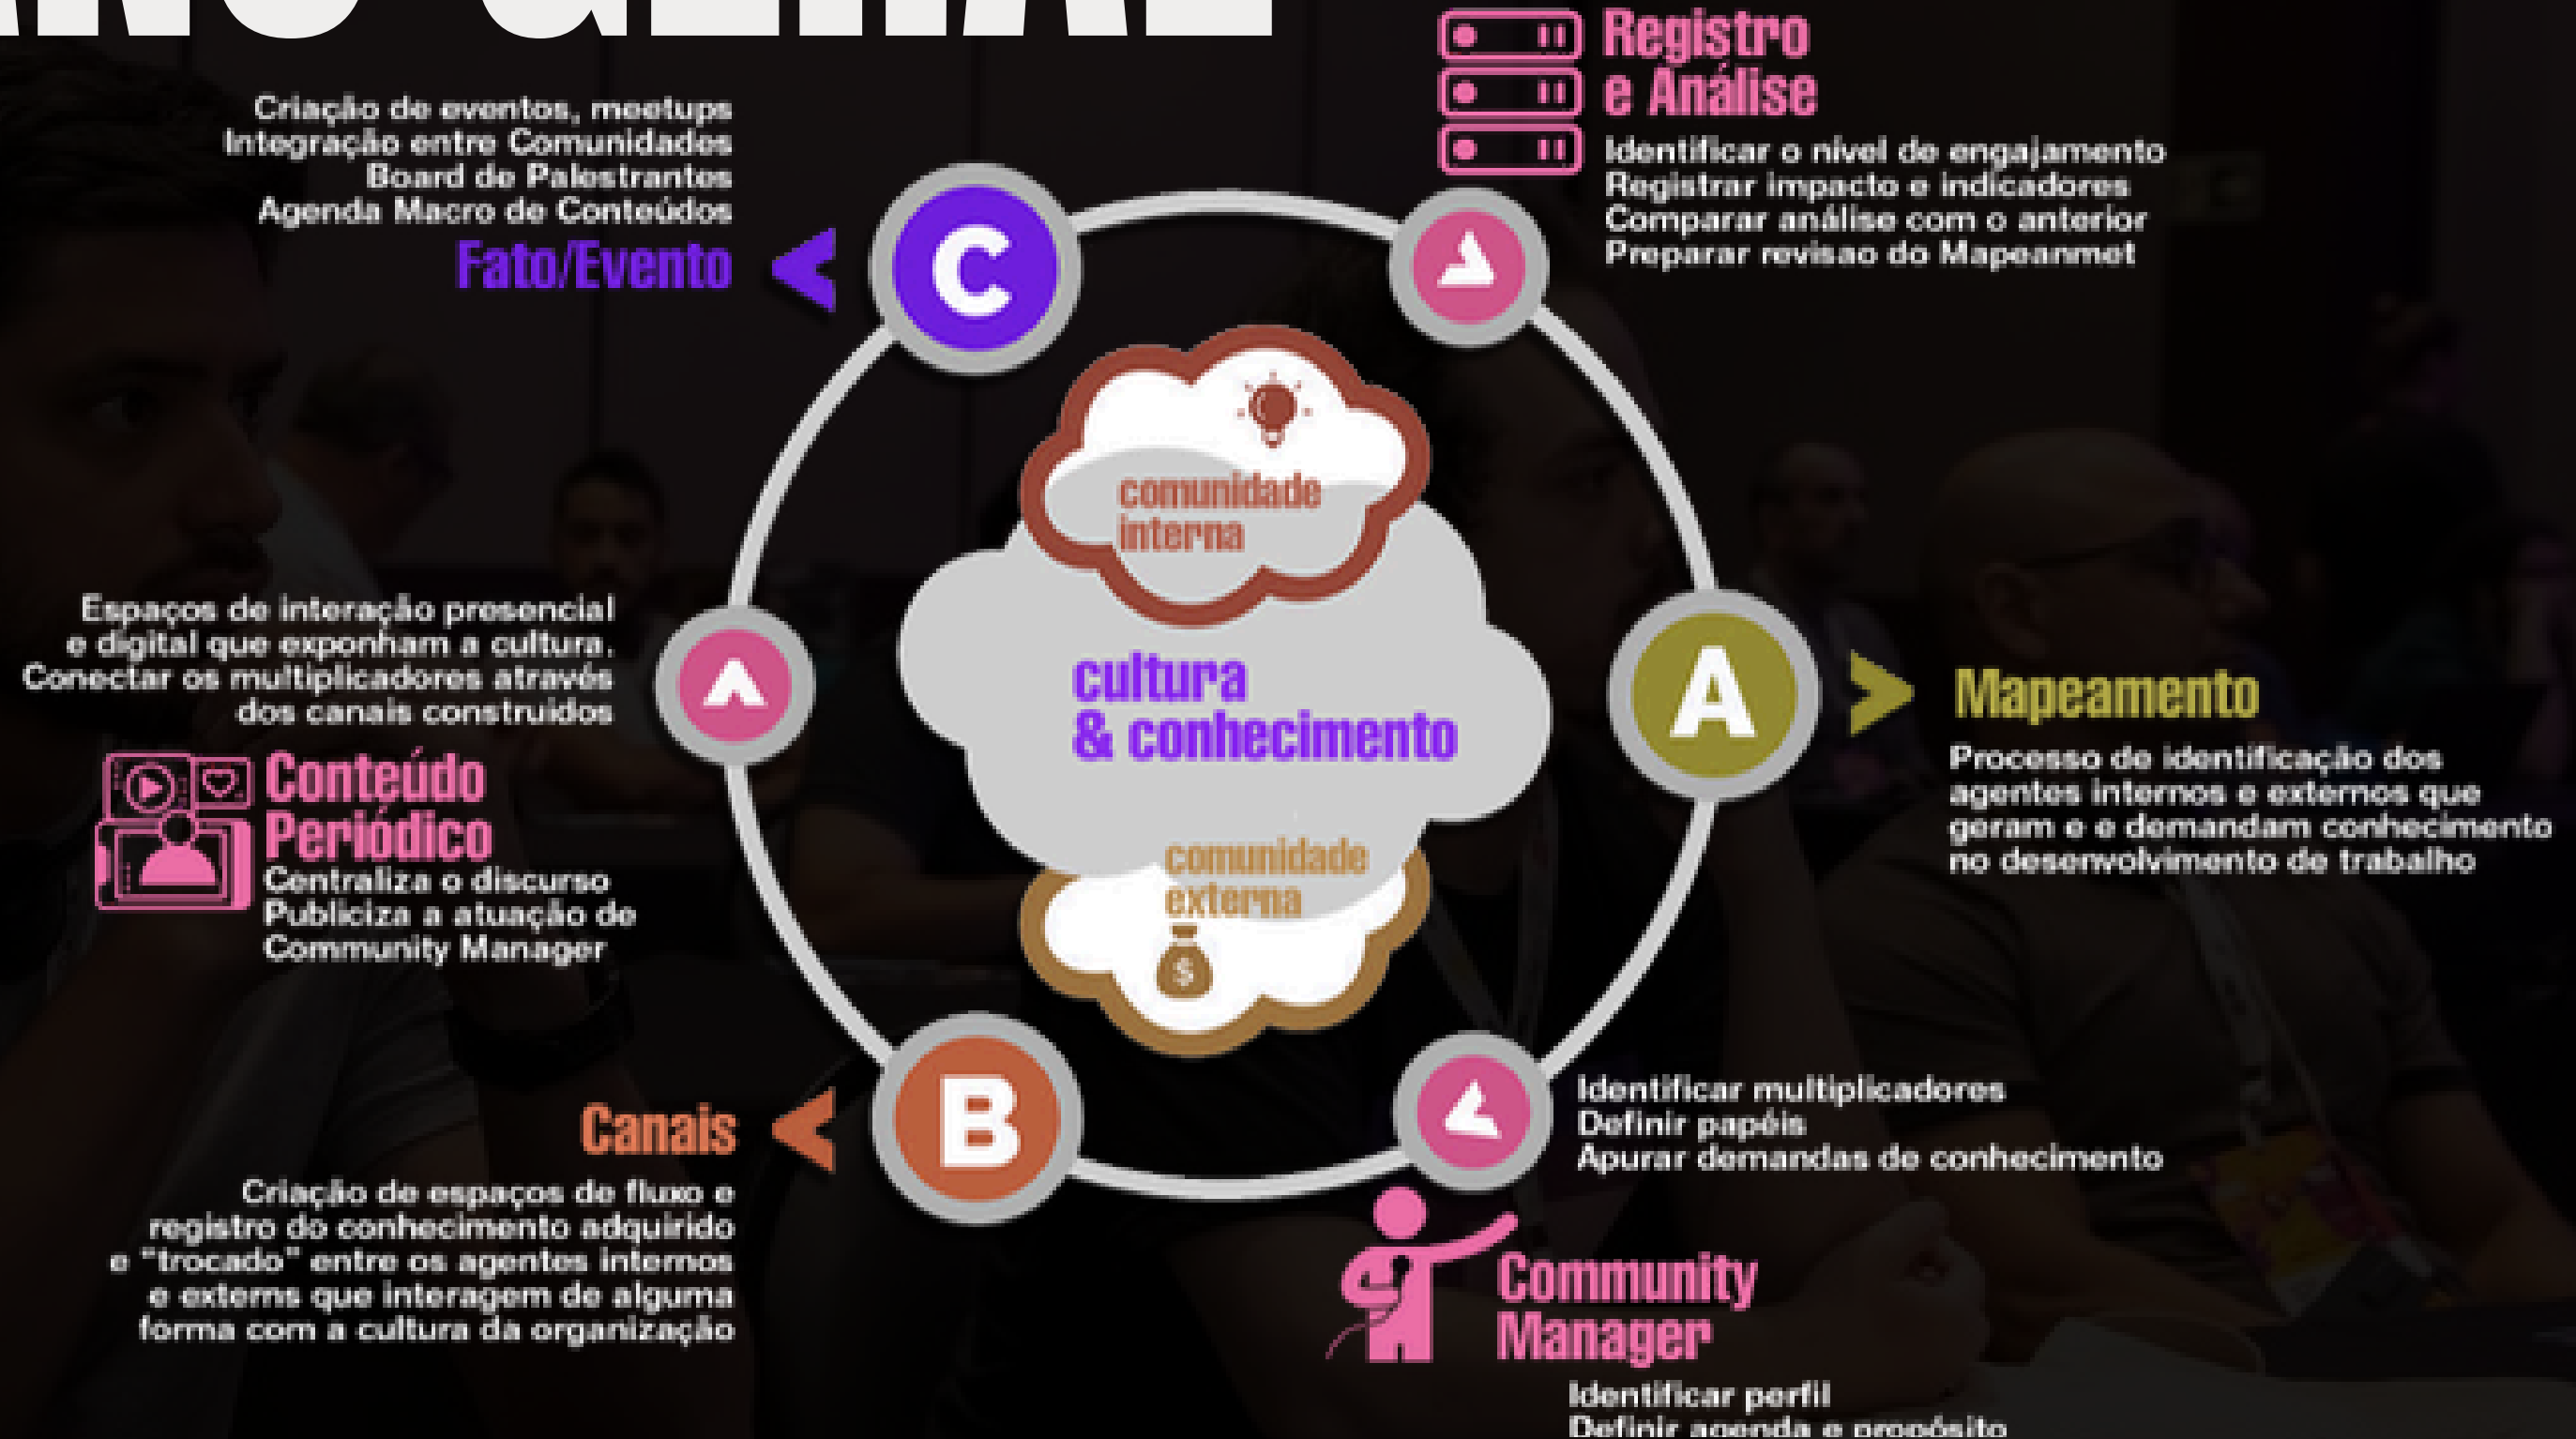 GERAL
Criação de eventos, meetups
Integração entre Comunidades
Board de Palestrantes
Agenda Macro de Conteúdos
Fato/Evento
C
Registro
e Análise
Identificar o nível de engajamento
Registrar impacto e indicadores
Comparar análise com o anterior
Preparar revisao do Mapeanmet
comunidade
interna
cultura
& conhecimento
comunidade
externa
$
A
Mapeamento
Processo de identificação dos
agentes internos e externos que
geram e e demandam conhecimento
no desenvolvimento de trabalho
Espaços de interação presencial
e digital que exponham a cultura.
Conectar os multiplicadores através
dos canais construidos
Conteúdo
Periódico
Centraliza o discurso
Publiciza a atuação de
Community Manager
B
Canais
Criação de espaços de fluxo e
registro do conhecimento adquirido
e "trocado" entre os agentes internos
e externs que interagem de alguma
forma com a cultura da organização
Identificar multiplicadores
Definir papéis
Apurar demandas de conhecimento
Community
Manager
Identificar perfil
Definir agenda e propósito